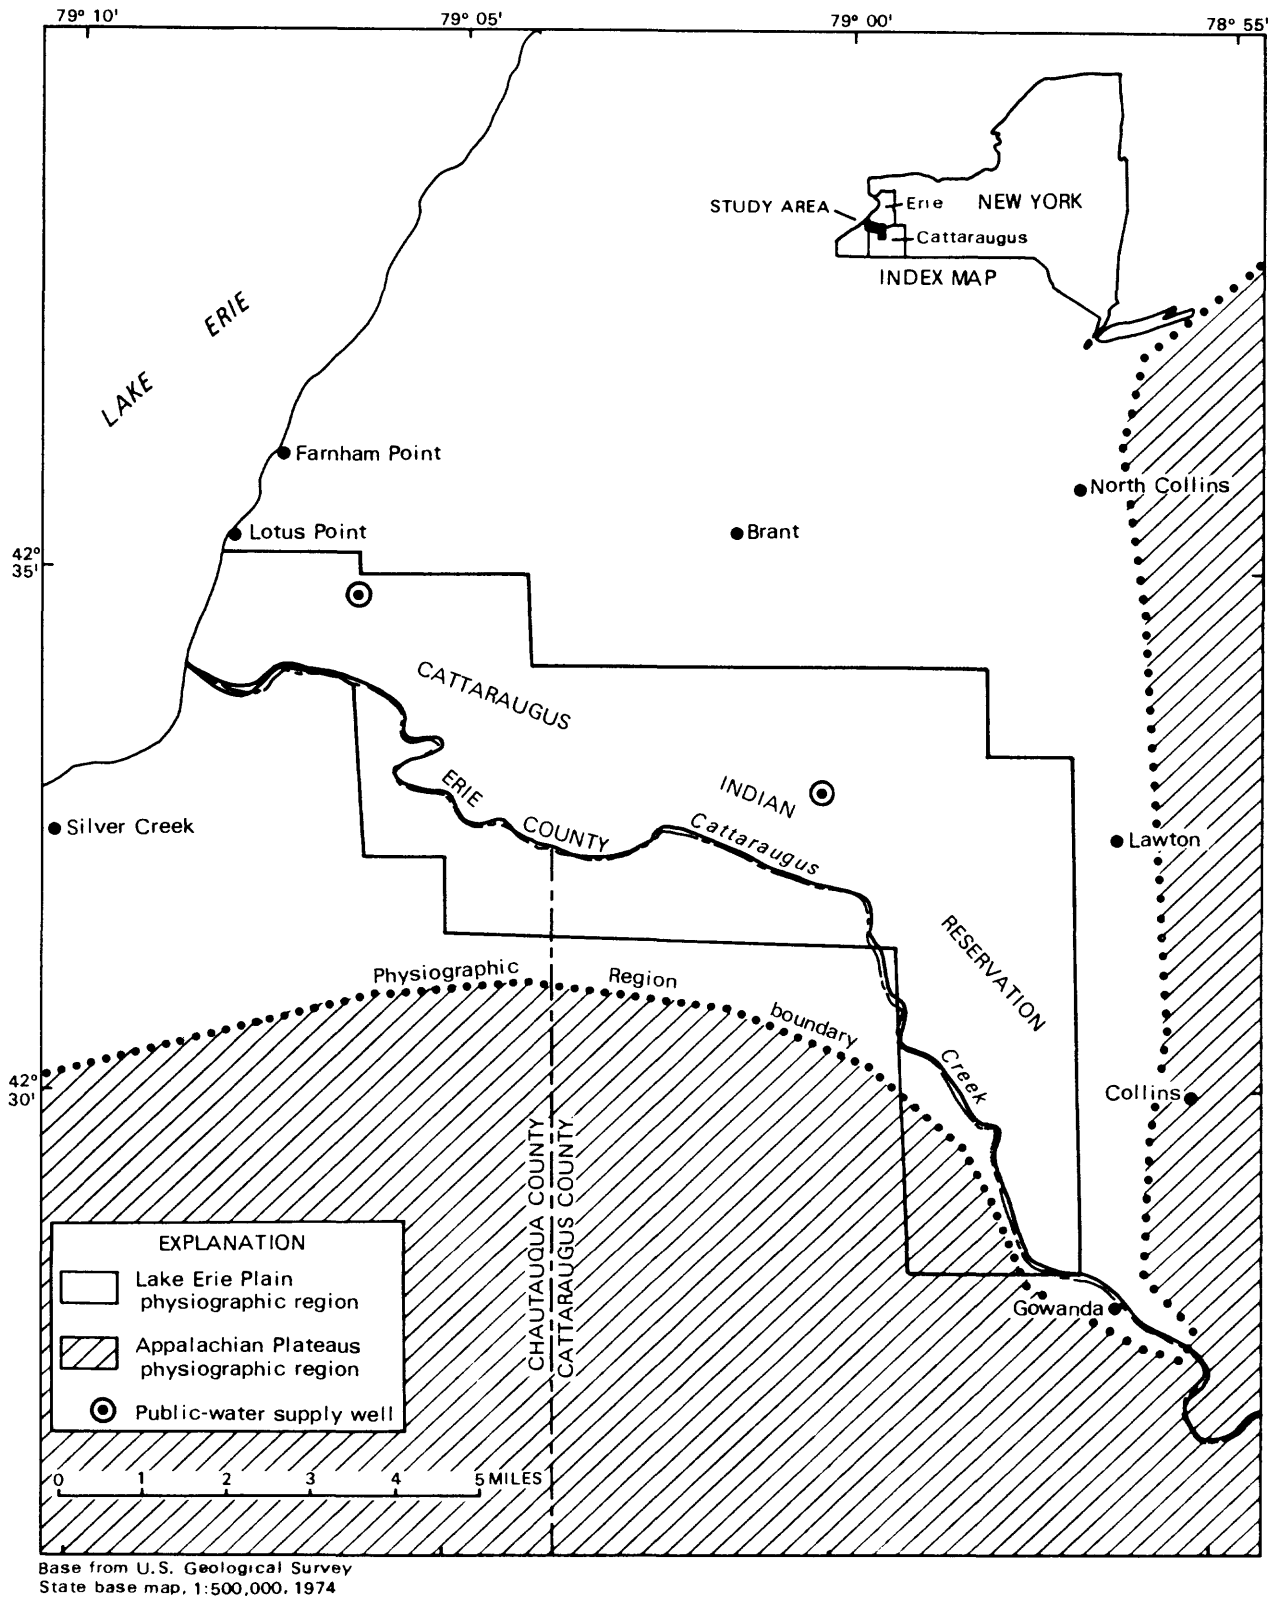 79° 10'
79° 05'
79° 00'
78° 55'
STUDY AREA
Erie
NEW YORK
Cattaraugus
INDEX MAP
LAKE ERIE
Farnham Point
North Collins
Lotus Point
Brant
42°
35'
CATTARAUGUS
INDIAN
RESERVATION
ERIE COUNTY
Cattaraugus
Creek
Silver Creek
Lawton
Physiographic Region boundary
42°
30'
Collins
CHAUTAUQUA COUNTY
CATTARAUGUS COUNTY
Gowanda
EXPLANATION
Lake Erie Plain
physiographic region
Appalachian Plateaus
physiographic region
Public-water supply well
0 1 2 3 4 5 MILES
Base from U.S. Geological Survey
State base map, 1:500,000, 1974